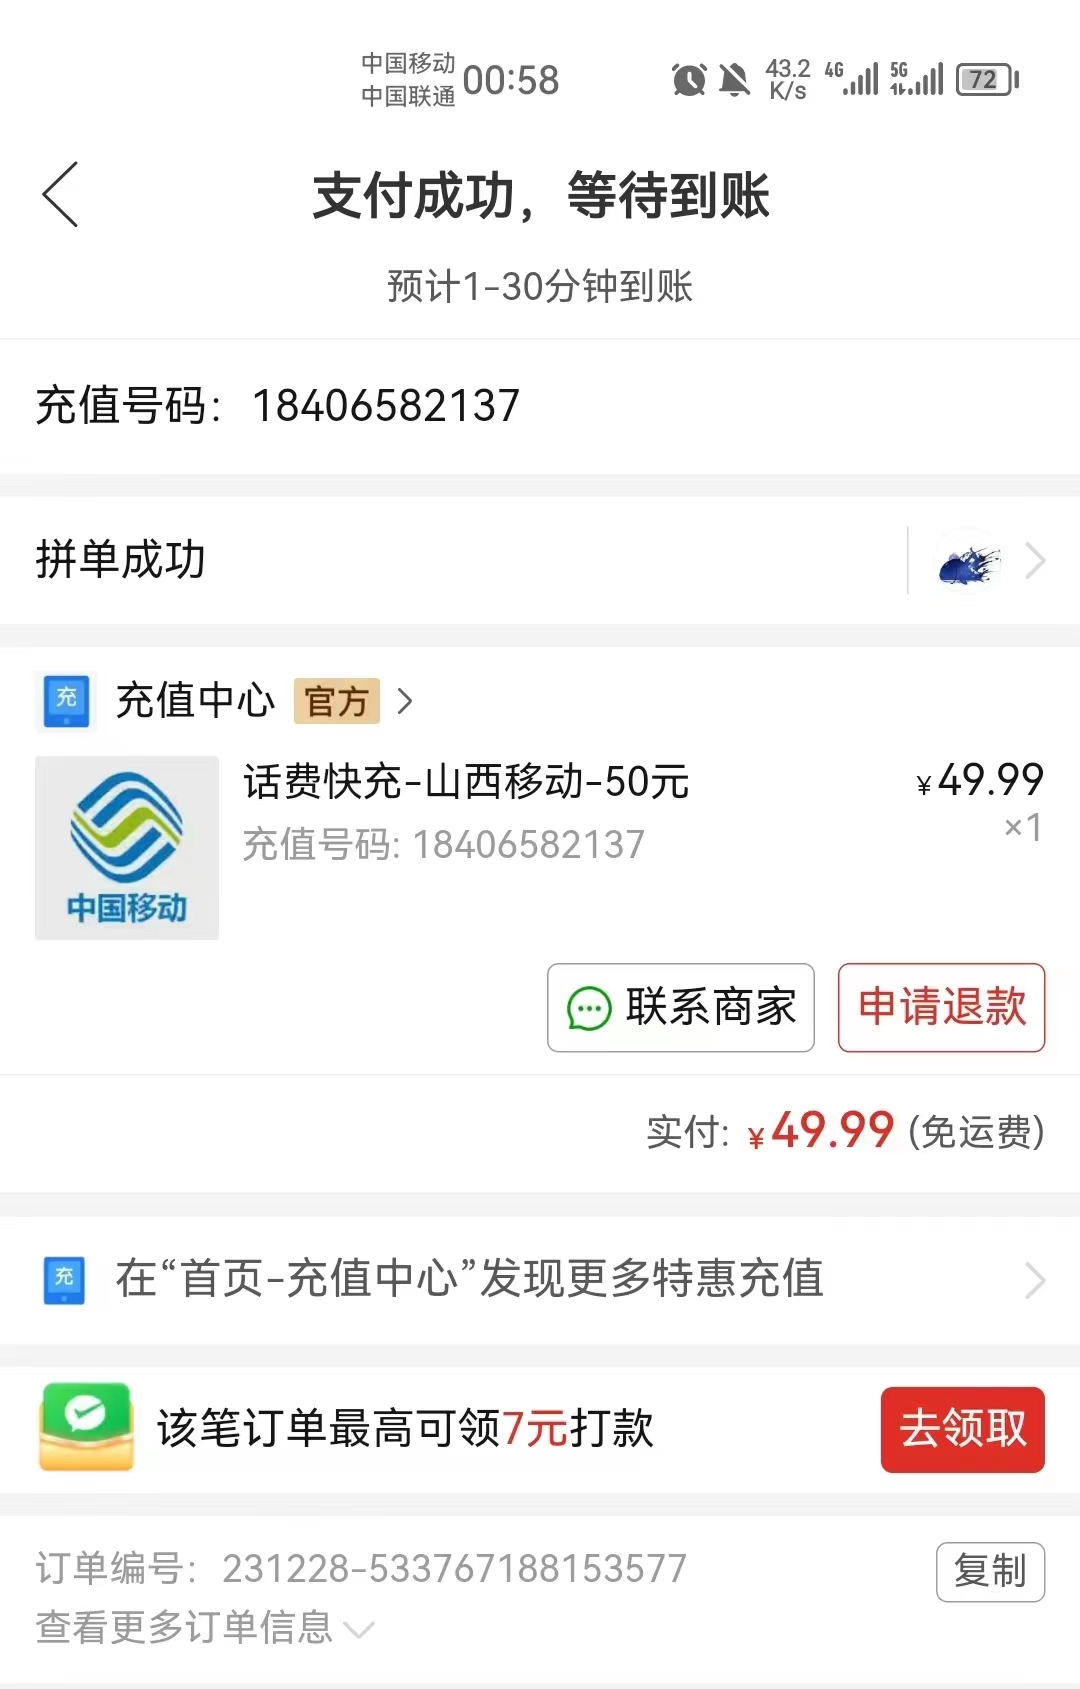 中国移动
中国联通
00:58
43.2
K/s
4G
5G
72
支付成功，等待到账
预计1-30分钟到账
充值号码：18406582137
拼单成功
充
充值中心 官方
话费快充-山西移动-50元 ¥49.99
充值号码: 18406582137 ×1
中国移动
联系商家 申请退款
实付: ¥49.99 (免运费)
充
在“首页-充值中心”发现更多特惠充值
该笔订单最高可领7元打款 去领取
订单编号：231228-533767188153577 复制
查看更多订单信息